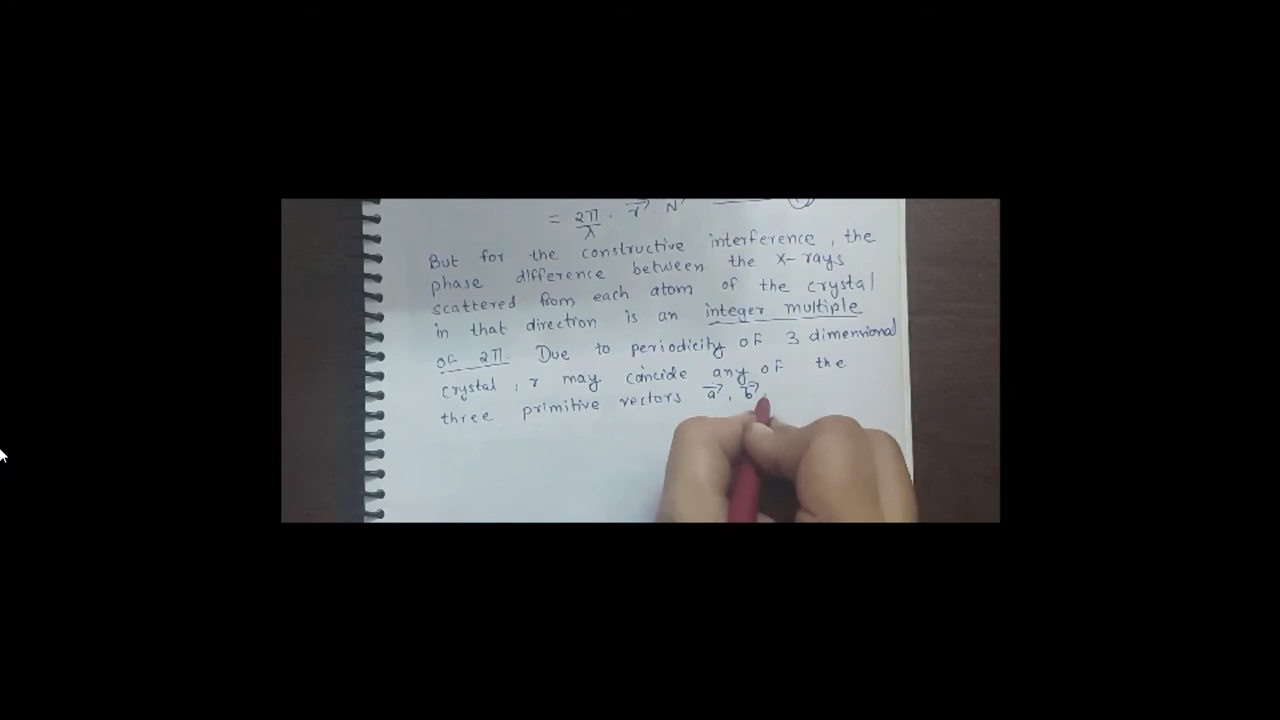 = 2π/λ . r⃗ . N⃗
But for the constructive interference, the
phase difference between the X-rays
scattered from each atom of the crystal
in that direction is an integer multiple
of 2π. Due to periodicity of 3 dimensional
crystal, r may concide any of the
three primitive vectors a⃗, b⃗,